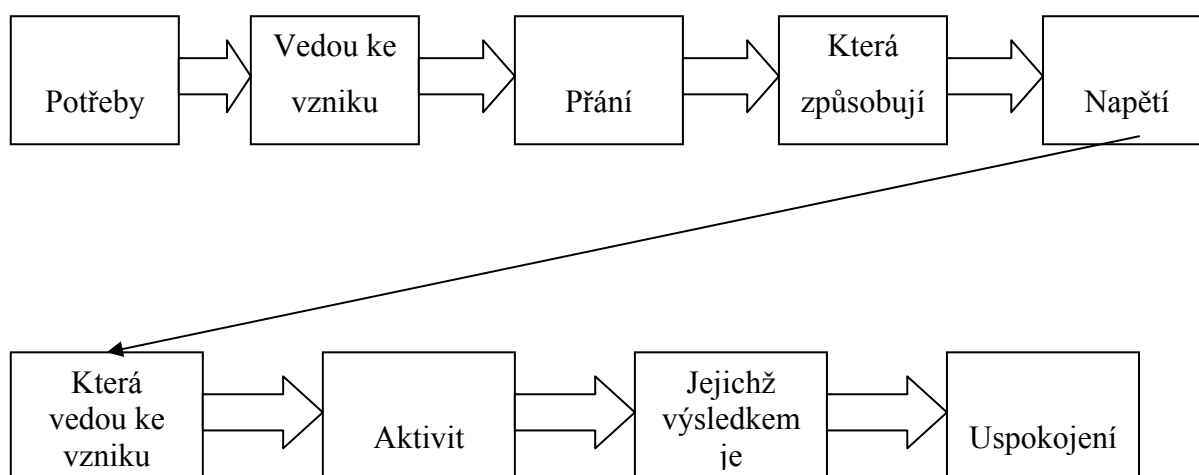 Potřeby
Vedou ke
vzniku
Přání
Která
způsobují
Napětí
Která
vedou ke
vzniku
Aktivit
Jejichž
výsledkem
je
Uspokojení